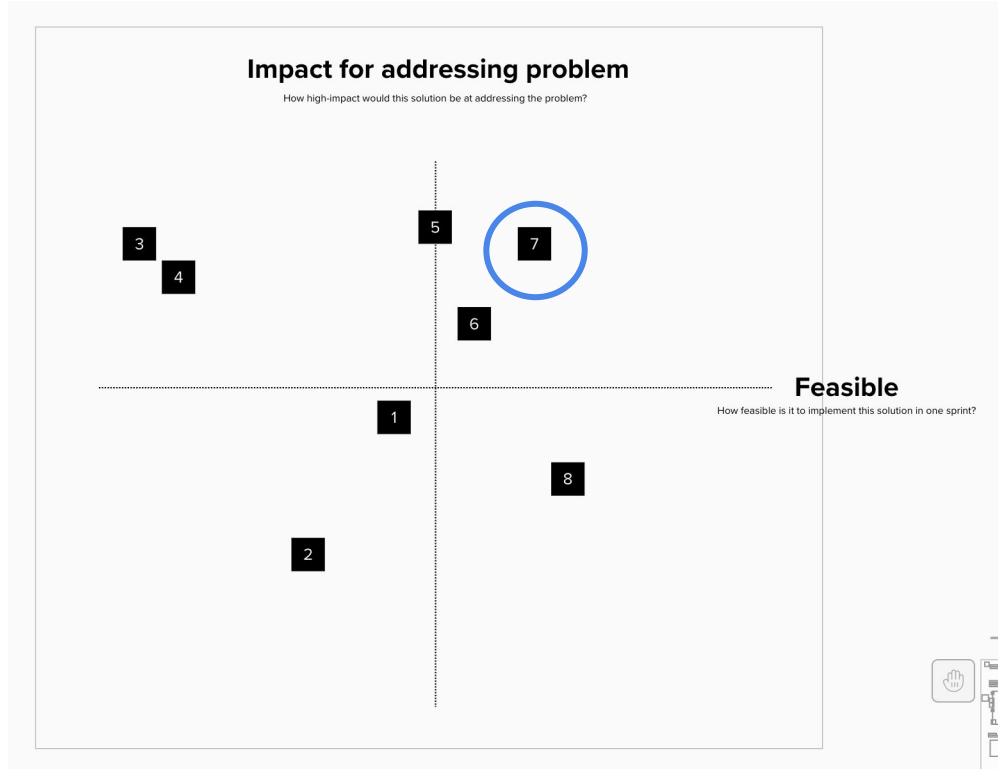 Impact for addressing problem
How high-impact would this solution be at addressing the problem?
5
3
7
4
6
Feasible
How feasible is it to implement this solution in one sprint?
1
8
2